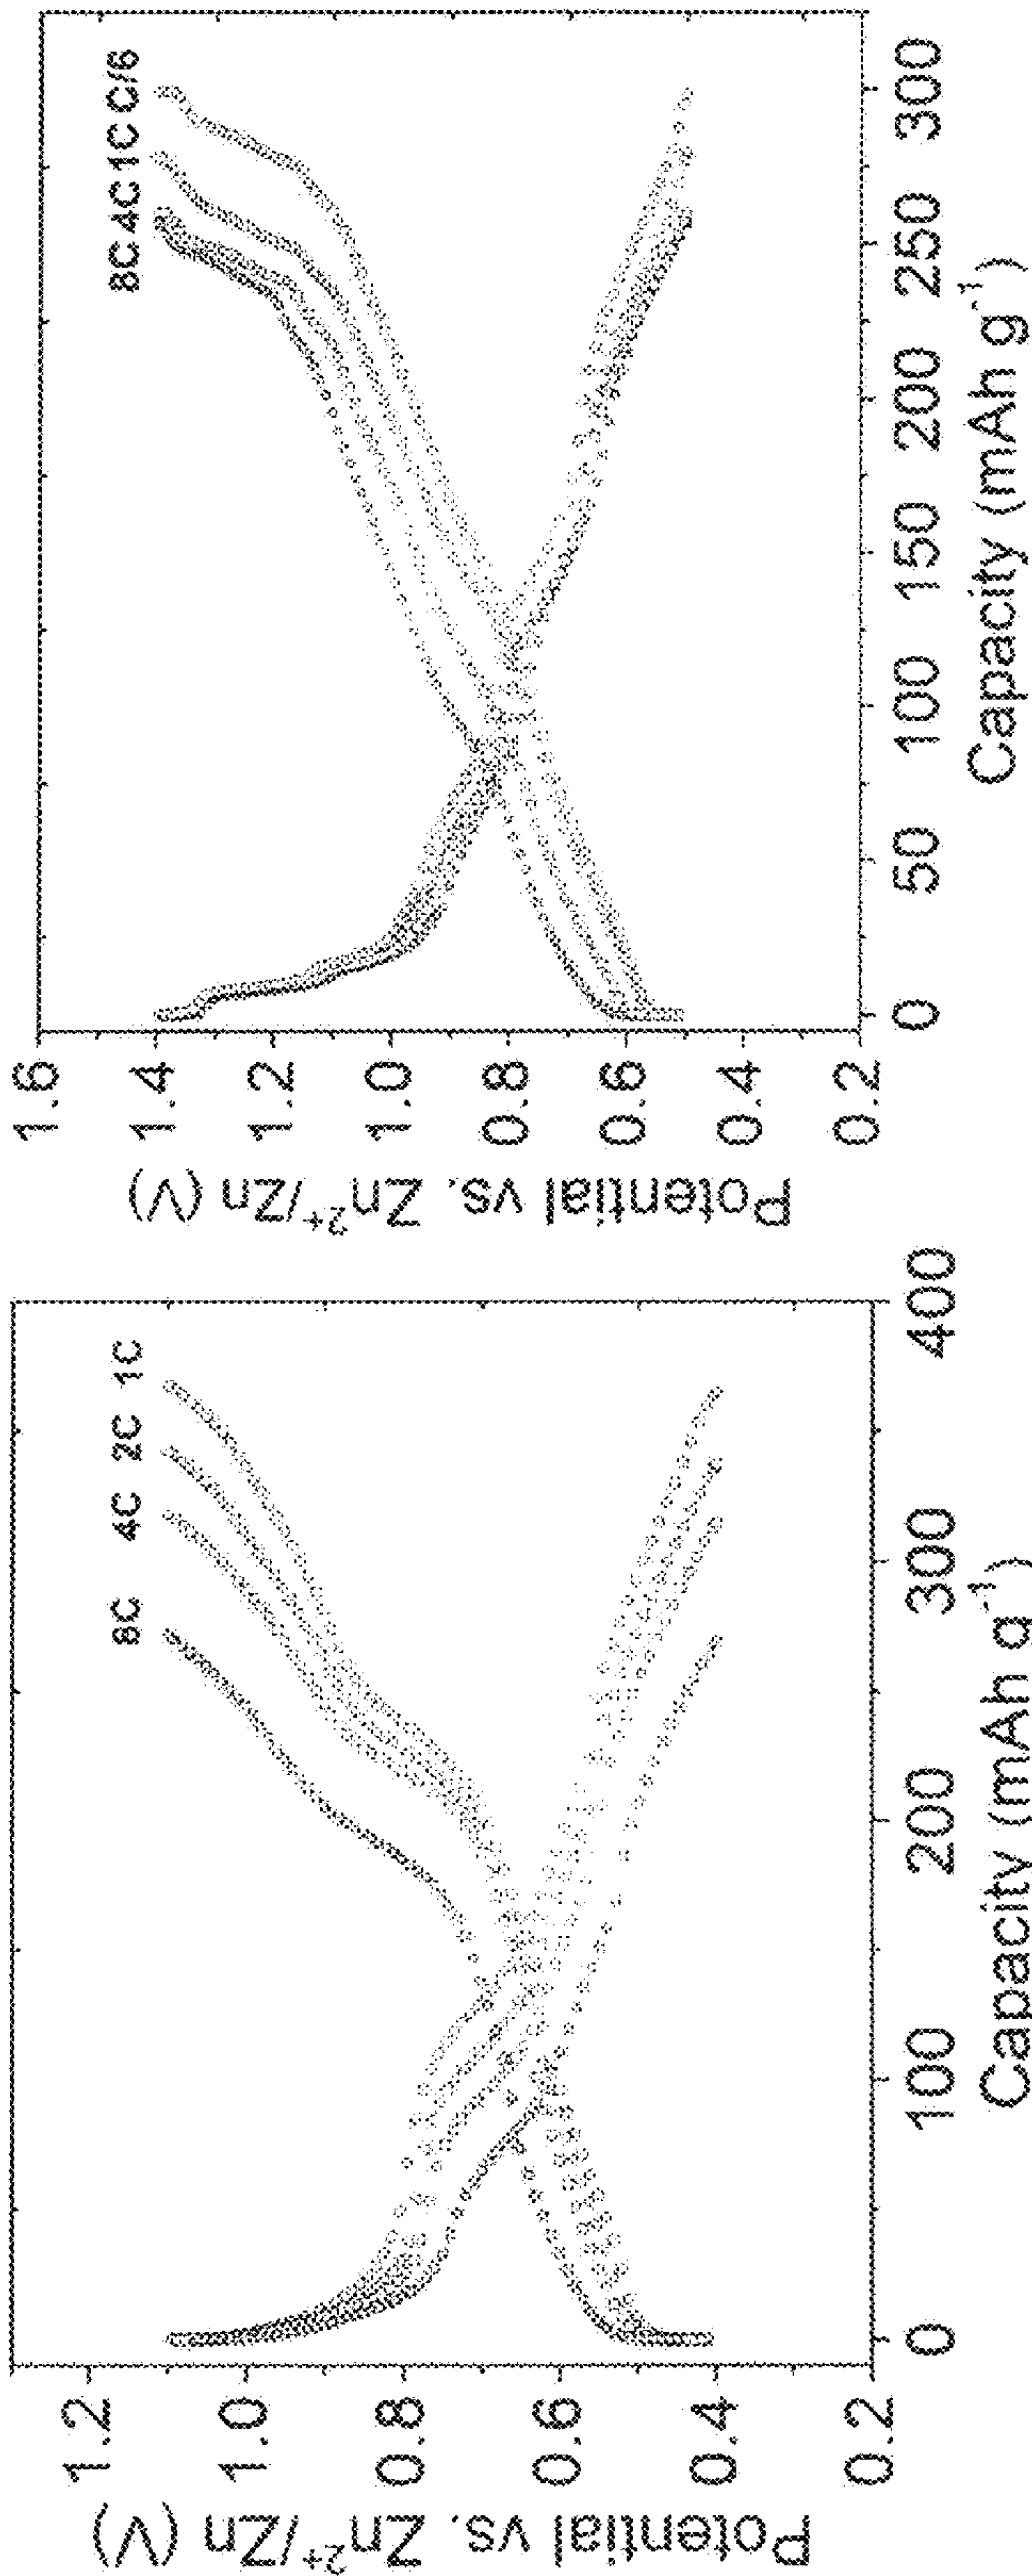 8C 4C 2C 1C
1.2
1.0
0.8
0.6
0.4
0.2
Potential vs. Zn²⁺/Zn (V)
0 100 200 300 400
Capacity (mAh g⁻¹)
8C 4C 1C C/6
1.6
1.4
1.2
1.0
0.8
0.6
0.4
0.2
Potential vs. Zn²⁺/Zn (V)
0 50 100 150 200 250 300
Capacity (mAh g⁻¹)